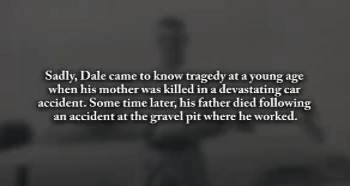 Sadly, Dale came to know tragedy at a young age
when his mother was killed in a devastating car
accident. Some time later, his father died following
an accident at the gravel pit where he worked.